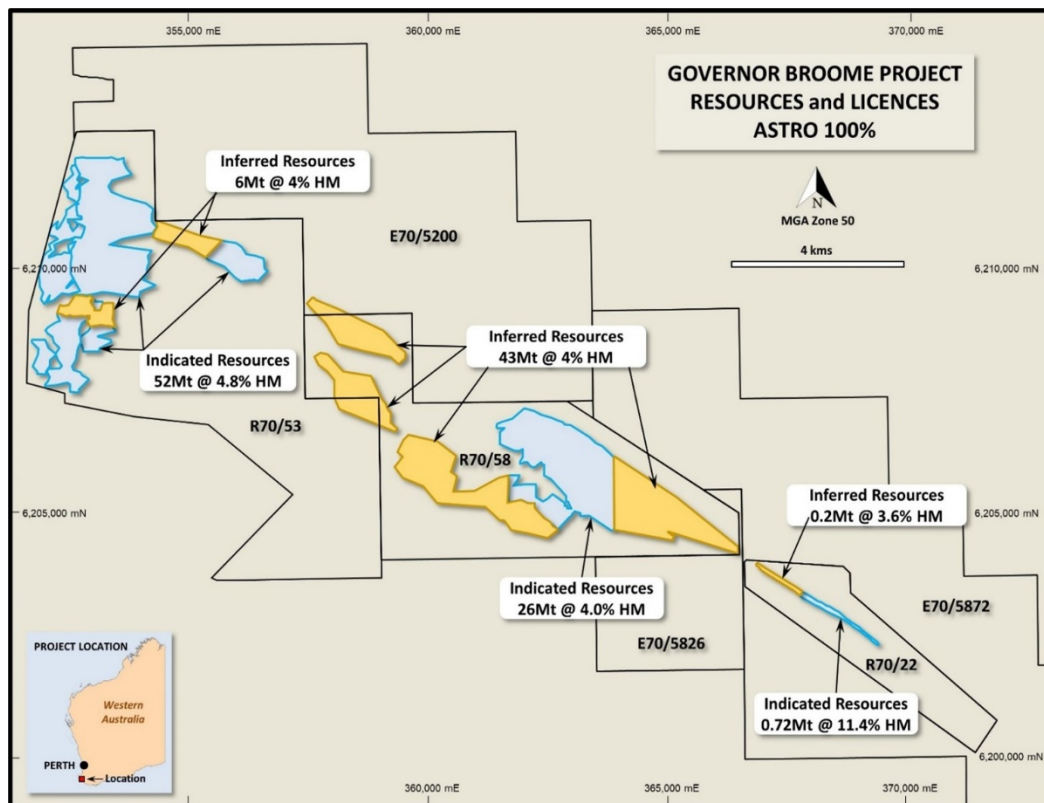 355,000 mE
360,000 mE
365,000 mE
370,000 mE
GOVERNOR BROOME PROJECT
RESOURCES and LICENCES
ASTRO 100%
N
MGA Zone 50
4 kms
Inferred Resources
6Mt @ 4% HM
E70/5200
6,210,000 mN
6,210,000 mN
Inferred Resources
43Mt @ 4% HM
Indicated Resources
52Mt @ 4.8% HM
R70/53
R70/58
Inferred Resources
0.2Mt @ 3.6% HM
6,205,000 mN
6,205,000 mN
Indicated Resources
26Mt @ 4.0% HM
E70/5872
E70/5826
R70/22
Indicated Resources
0.72Mt @ 11.4% HM
PROJECT LOCATION
Western
Australia
PERTH
Location
6,200,000 mN
360,000 mE
365,000 mE
370,000 mE